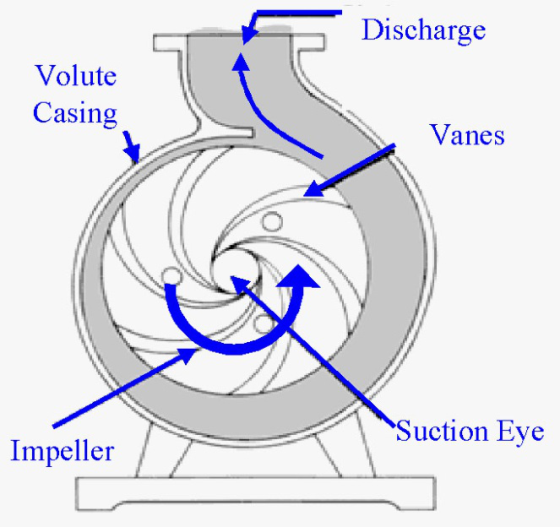 Discharge
Volute
Casing
Vanes
Impeller
Suction Eye